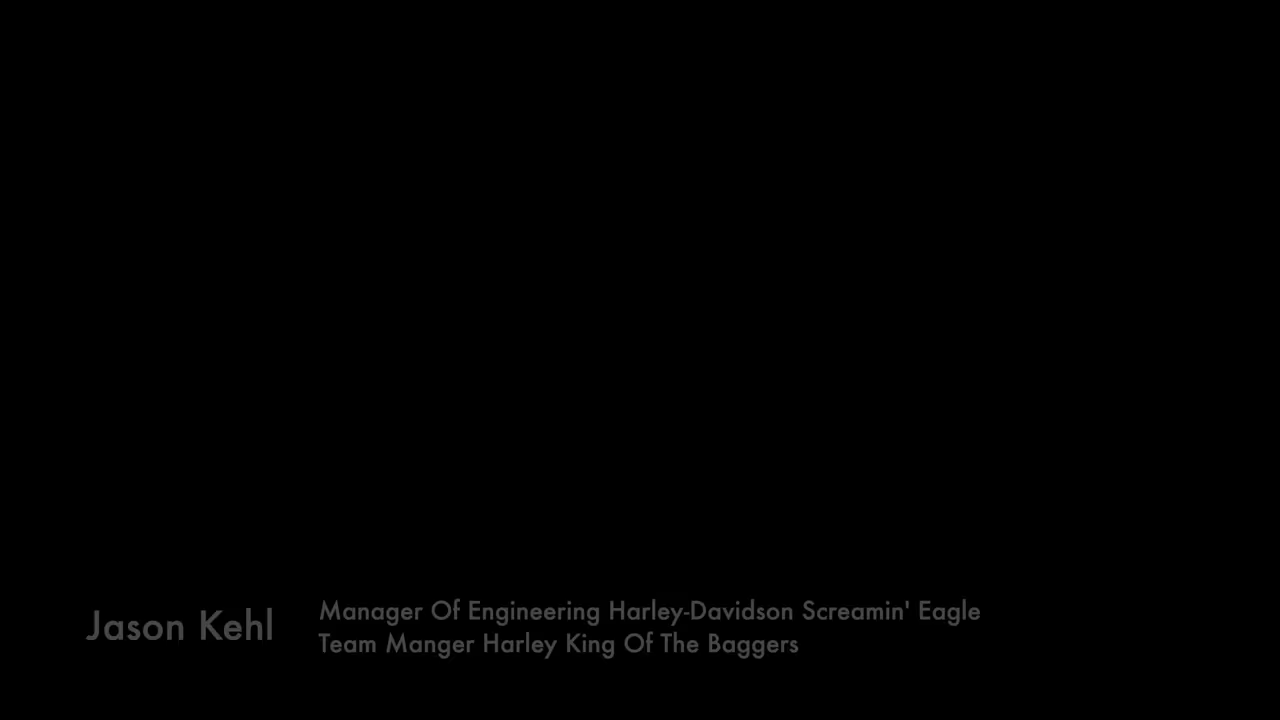 Jason Kehl
Manager Of Engineering Harley-Davidson Screamin' Eagle
Team Manger Harley King Of The Baggers